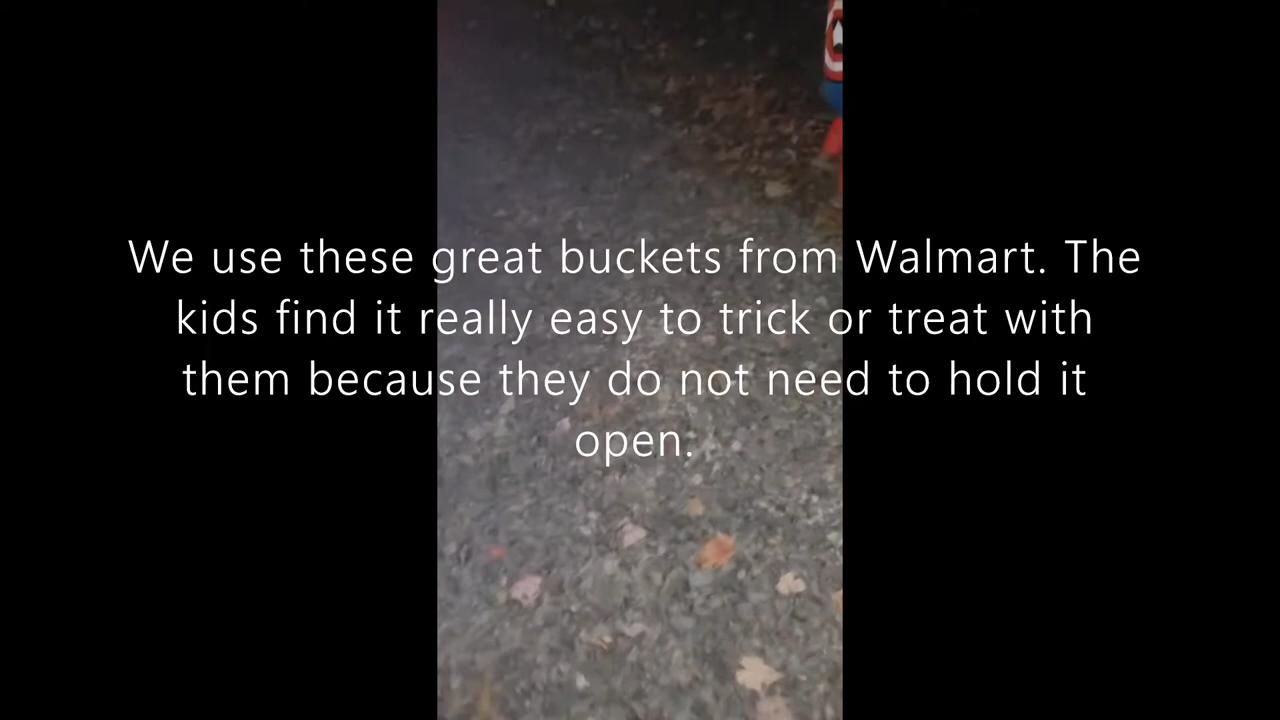 We use these great buckets from Walmart. The
kids find it really easy to trick or treat with
them because they do not need to hold it
open.